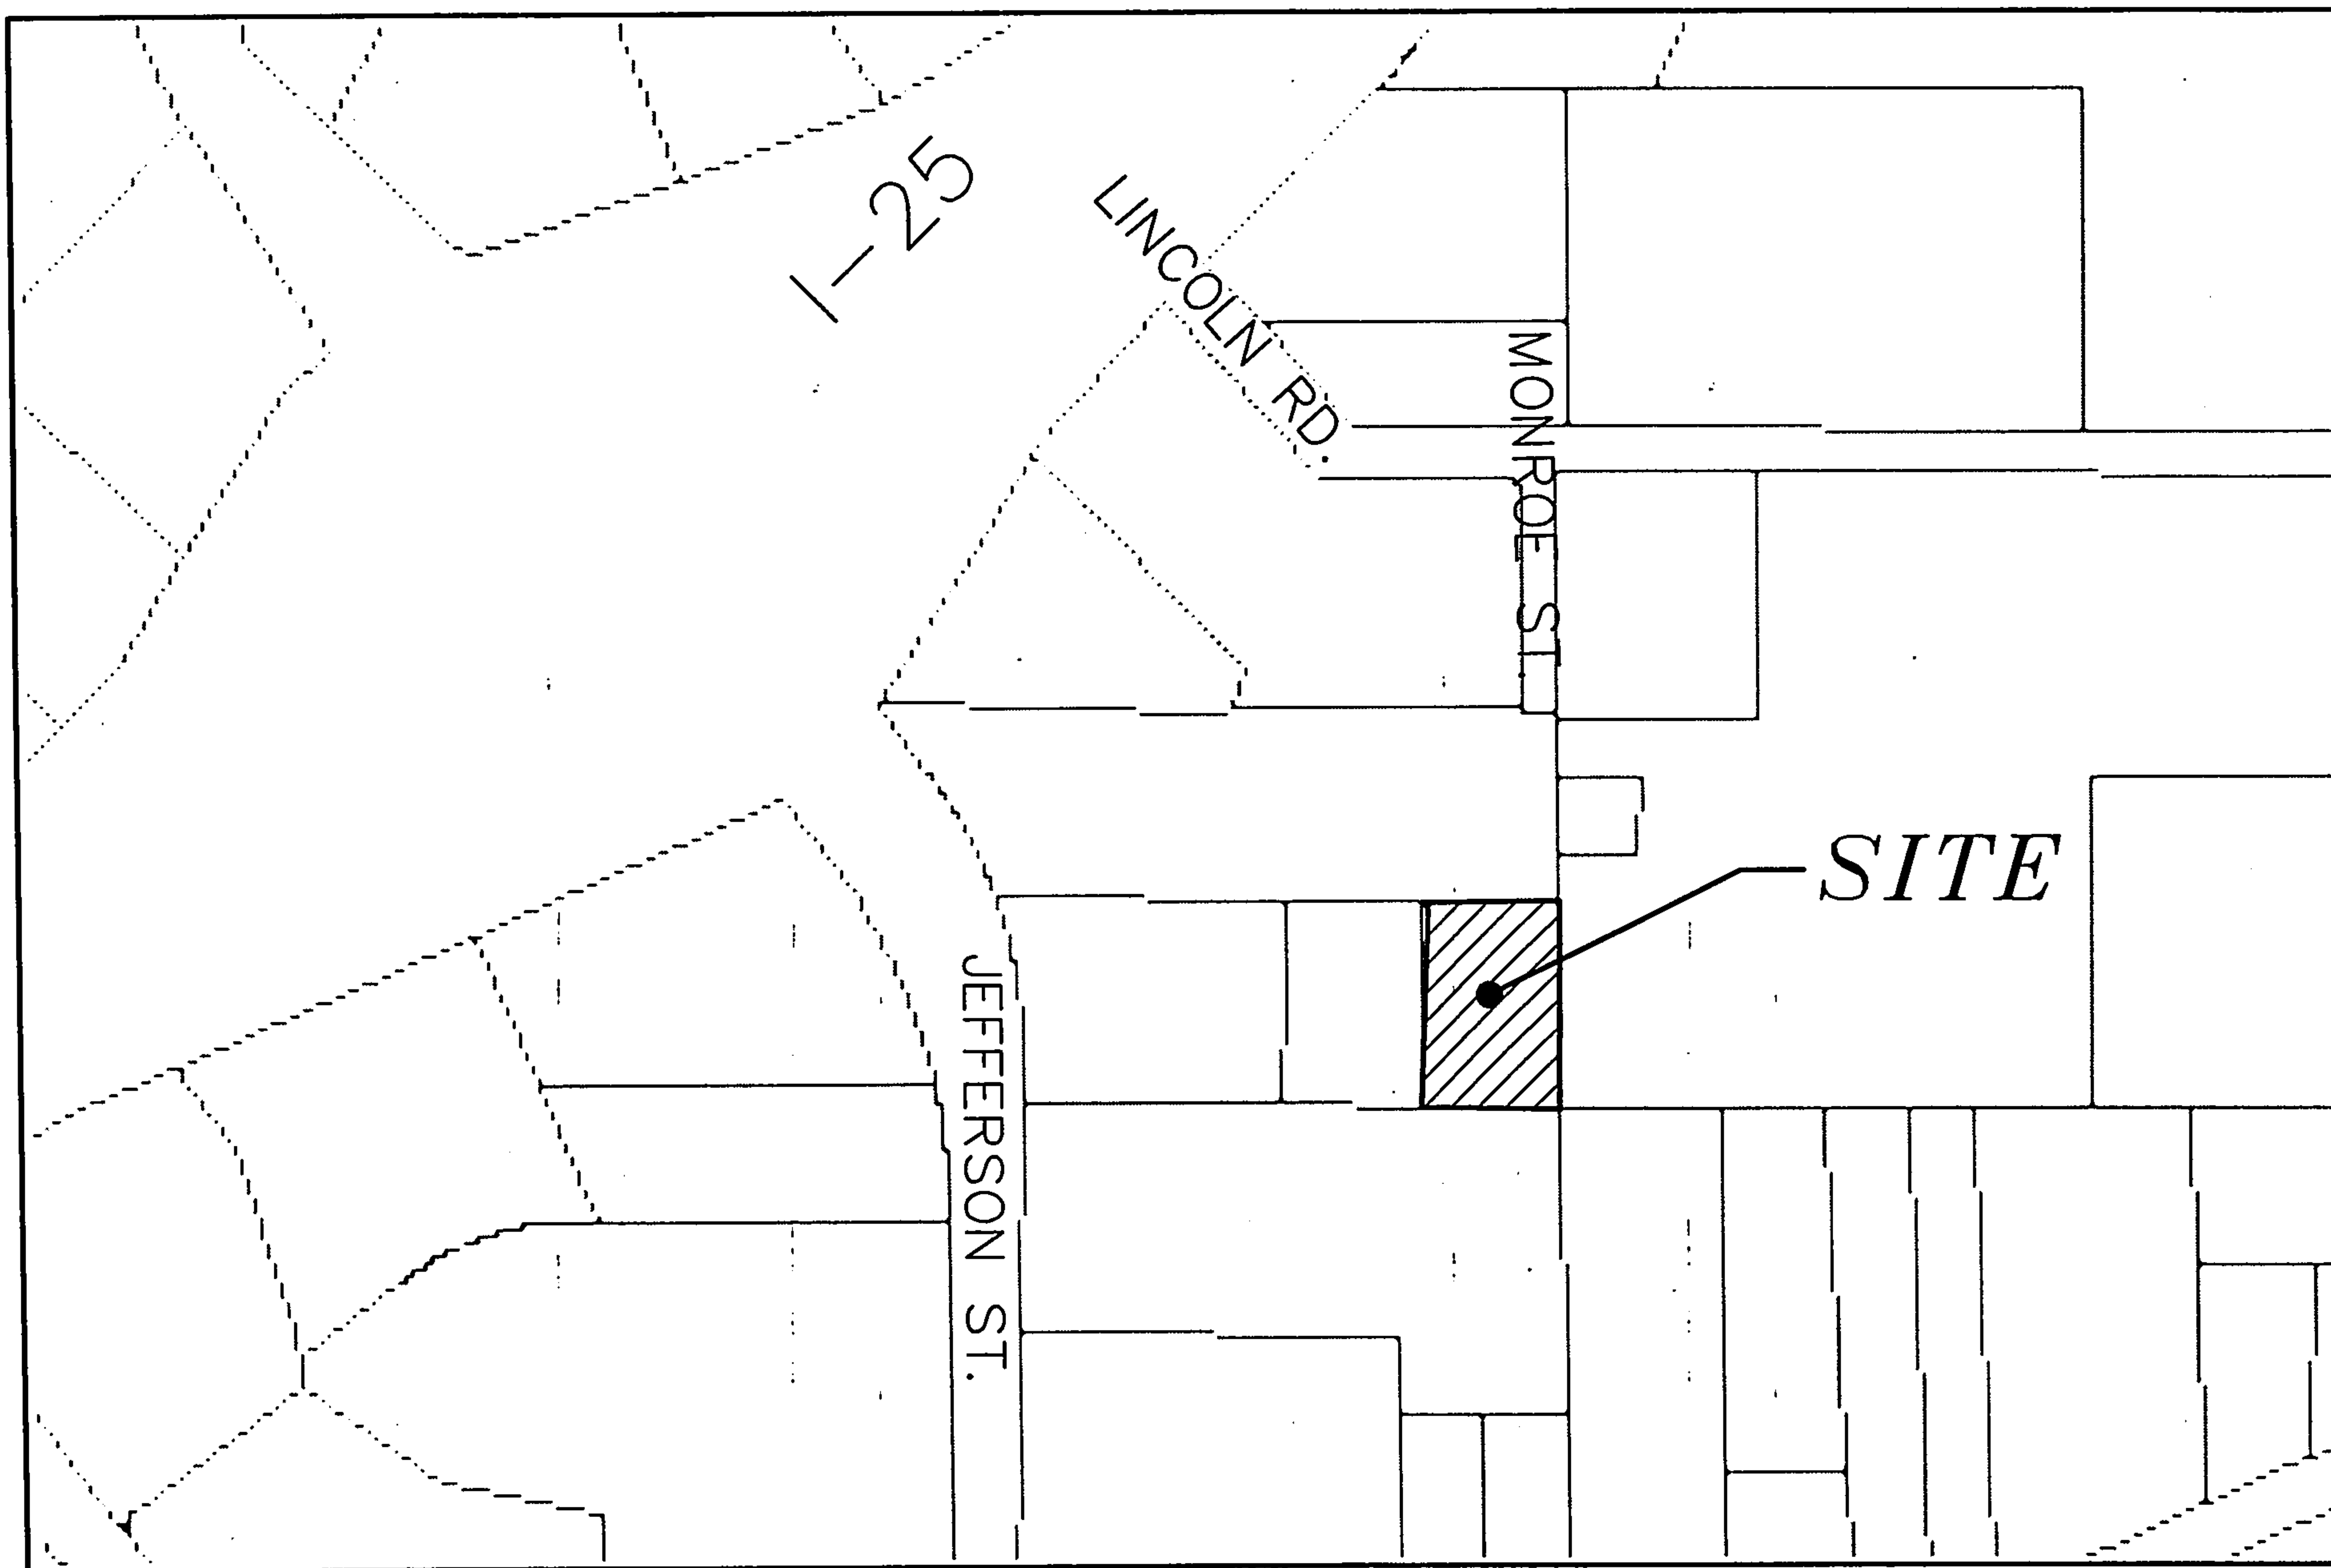 I-25
LINCOLN RD.
MONROE ST.
SITE
JEFFERSON ST.